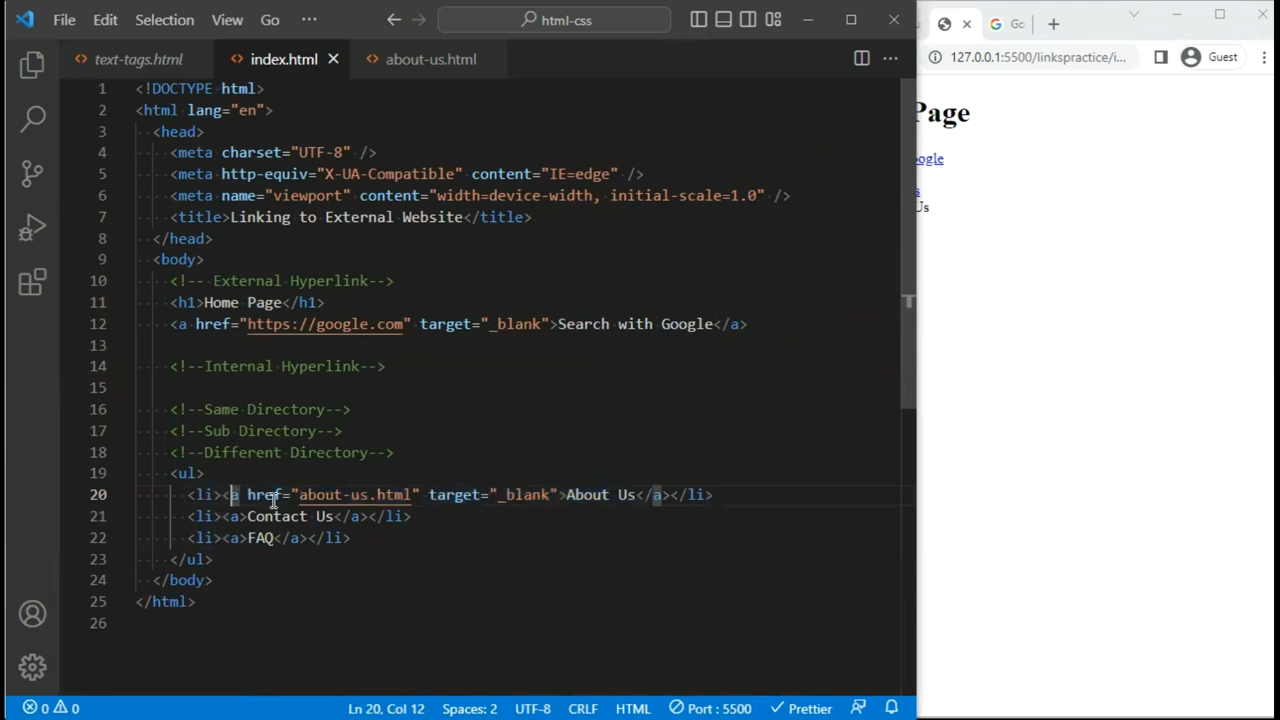 File Edit Selection View Go ··· html-css
text-tags.html index.html about-us.html
1 <!DOCTYPE html>
2 <html lang="en">
3 <head>
4 <meta charset="UTF-8" />
5 <meta http-equiv="X-UA-Compatible" content="IE=edge" />
6 <meta name="viewport" content="width=device-width, initial-scale=1.0" />
7 <title>Linking to External Website</title>
8 </head>
9 <body>
10 <!-- External Hyperlink-->
11 <h1>Home Page</h1>
12 <a href="https://google.com" target="_blank">Search with Google</a>
13
14 <!--Internal Hyperlink-->
15
16 <!--Same Directory-->
17 <!--Sub Directory-->
18 <!--Different Directory-->
19 <ul>
20 <li><a href="about-us.html" target="_blank">About Us</a></li>
21 <li><a>Contact Us</a></li>
22 <li><a>FAQ</a></li>
23 </ul>
24 </body>
25 </html>
26
0 0 Ln 20, Col 12 Spaces: 2 UTF-8 CRLF HTML Port : 5500 Prettier
G Go
127.0.0.1:5500/linkspractice/i... Guest
Page
ogle
s
Us